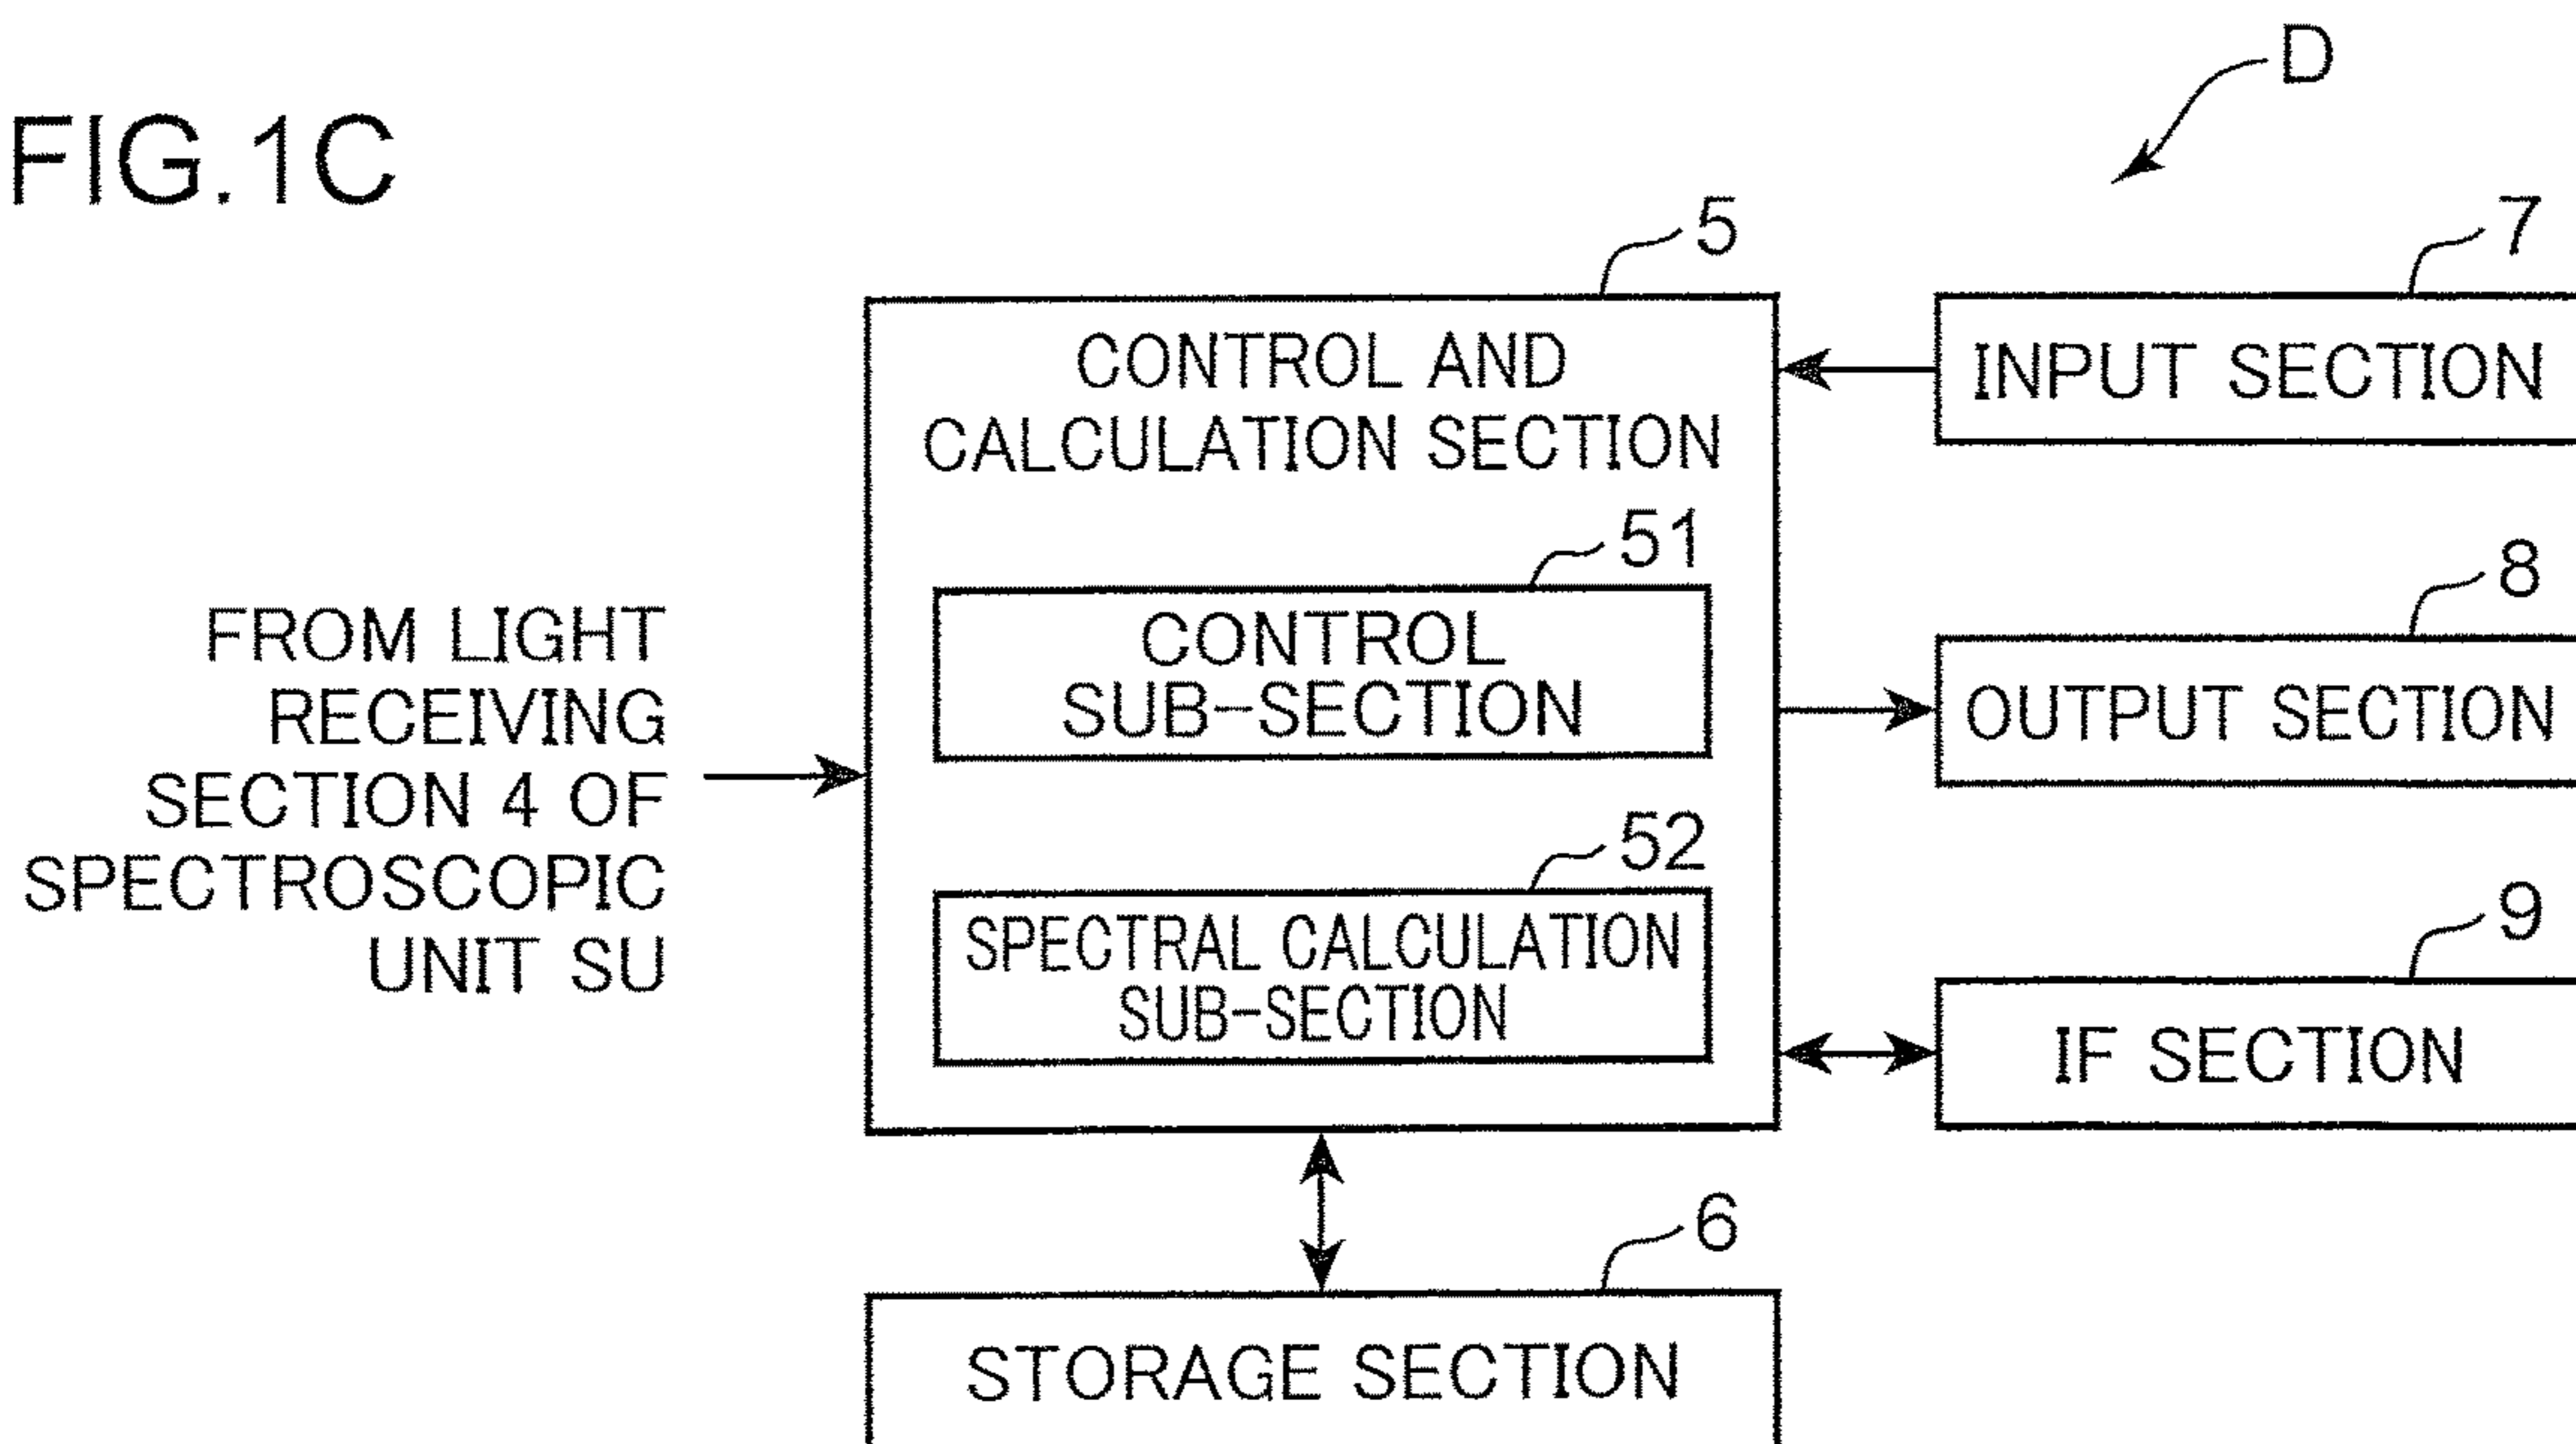 FIG.1C
D
5
CONTROL AND
CALCULATION SECTION
51
CONTROL
SUB-SECTION
52
SPECTRAL CALCULATION
SUB-SECTION
FROM LIGHT
RECEIVING
SECTION 4 OF
SPECTROSCOPIC
UNIT SU
7
INPUT SECTION
8
OUTPUT SECTION
9
IF SECTION
6
STORAGE SECTION